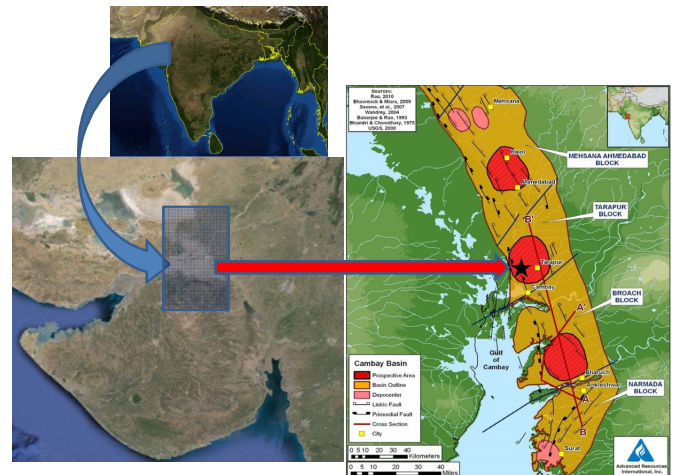 Sources:
Rao, 2010
Bhowmick & Misra, 2009
Saxena, et al., 2007
Wandrey, 2004
Banerjee & Rao, 1993
Bhandri & Chowdhary, 1975
USGS, 2000
Mehsana
MEHSANA AHMEDABAD
BLOCK
Kalol
Ahmedabad
TARAPUR
BLOCK
B'
Tarapur
Cambay
BROACH
BLOCK
A'
Gulf
of
Cambay
Bharuch
Ankleshwar
NARMADA
BLOCK
A
B
Surat
Cambay Basin
Prospective Area
Basin Outline
Depocenter
Listric Fault
Primordial Fault
Cross Section
City
0 5 10 20 30 40
Kilometers
0 5 10 20 30 40
Miles
Advanced Resources
International, Inc.